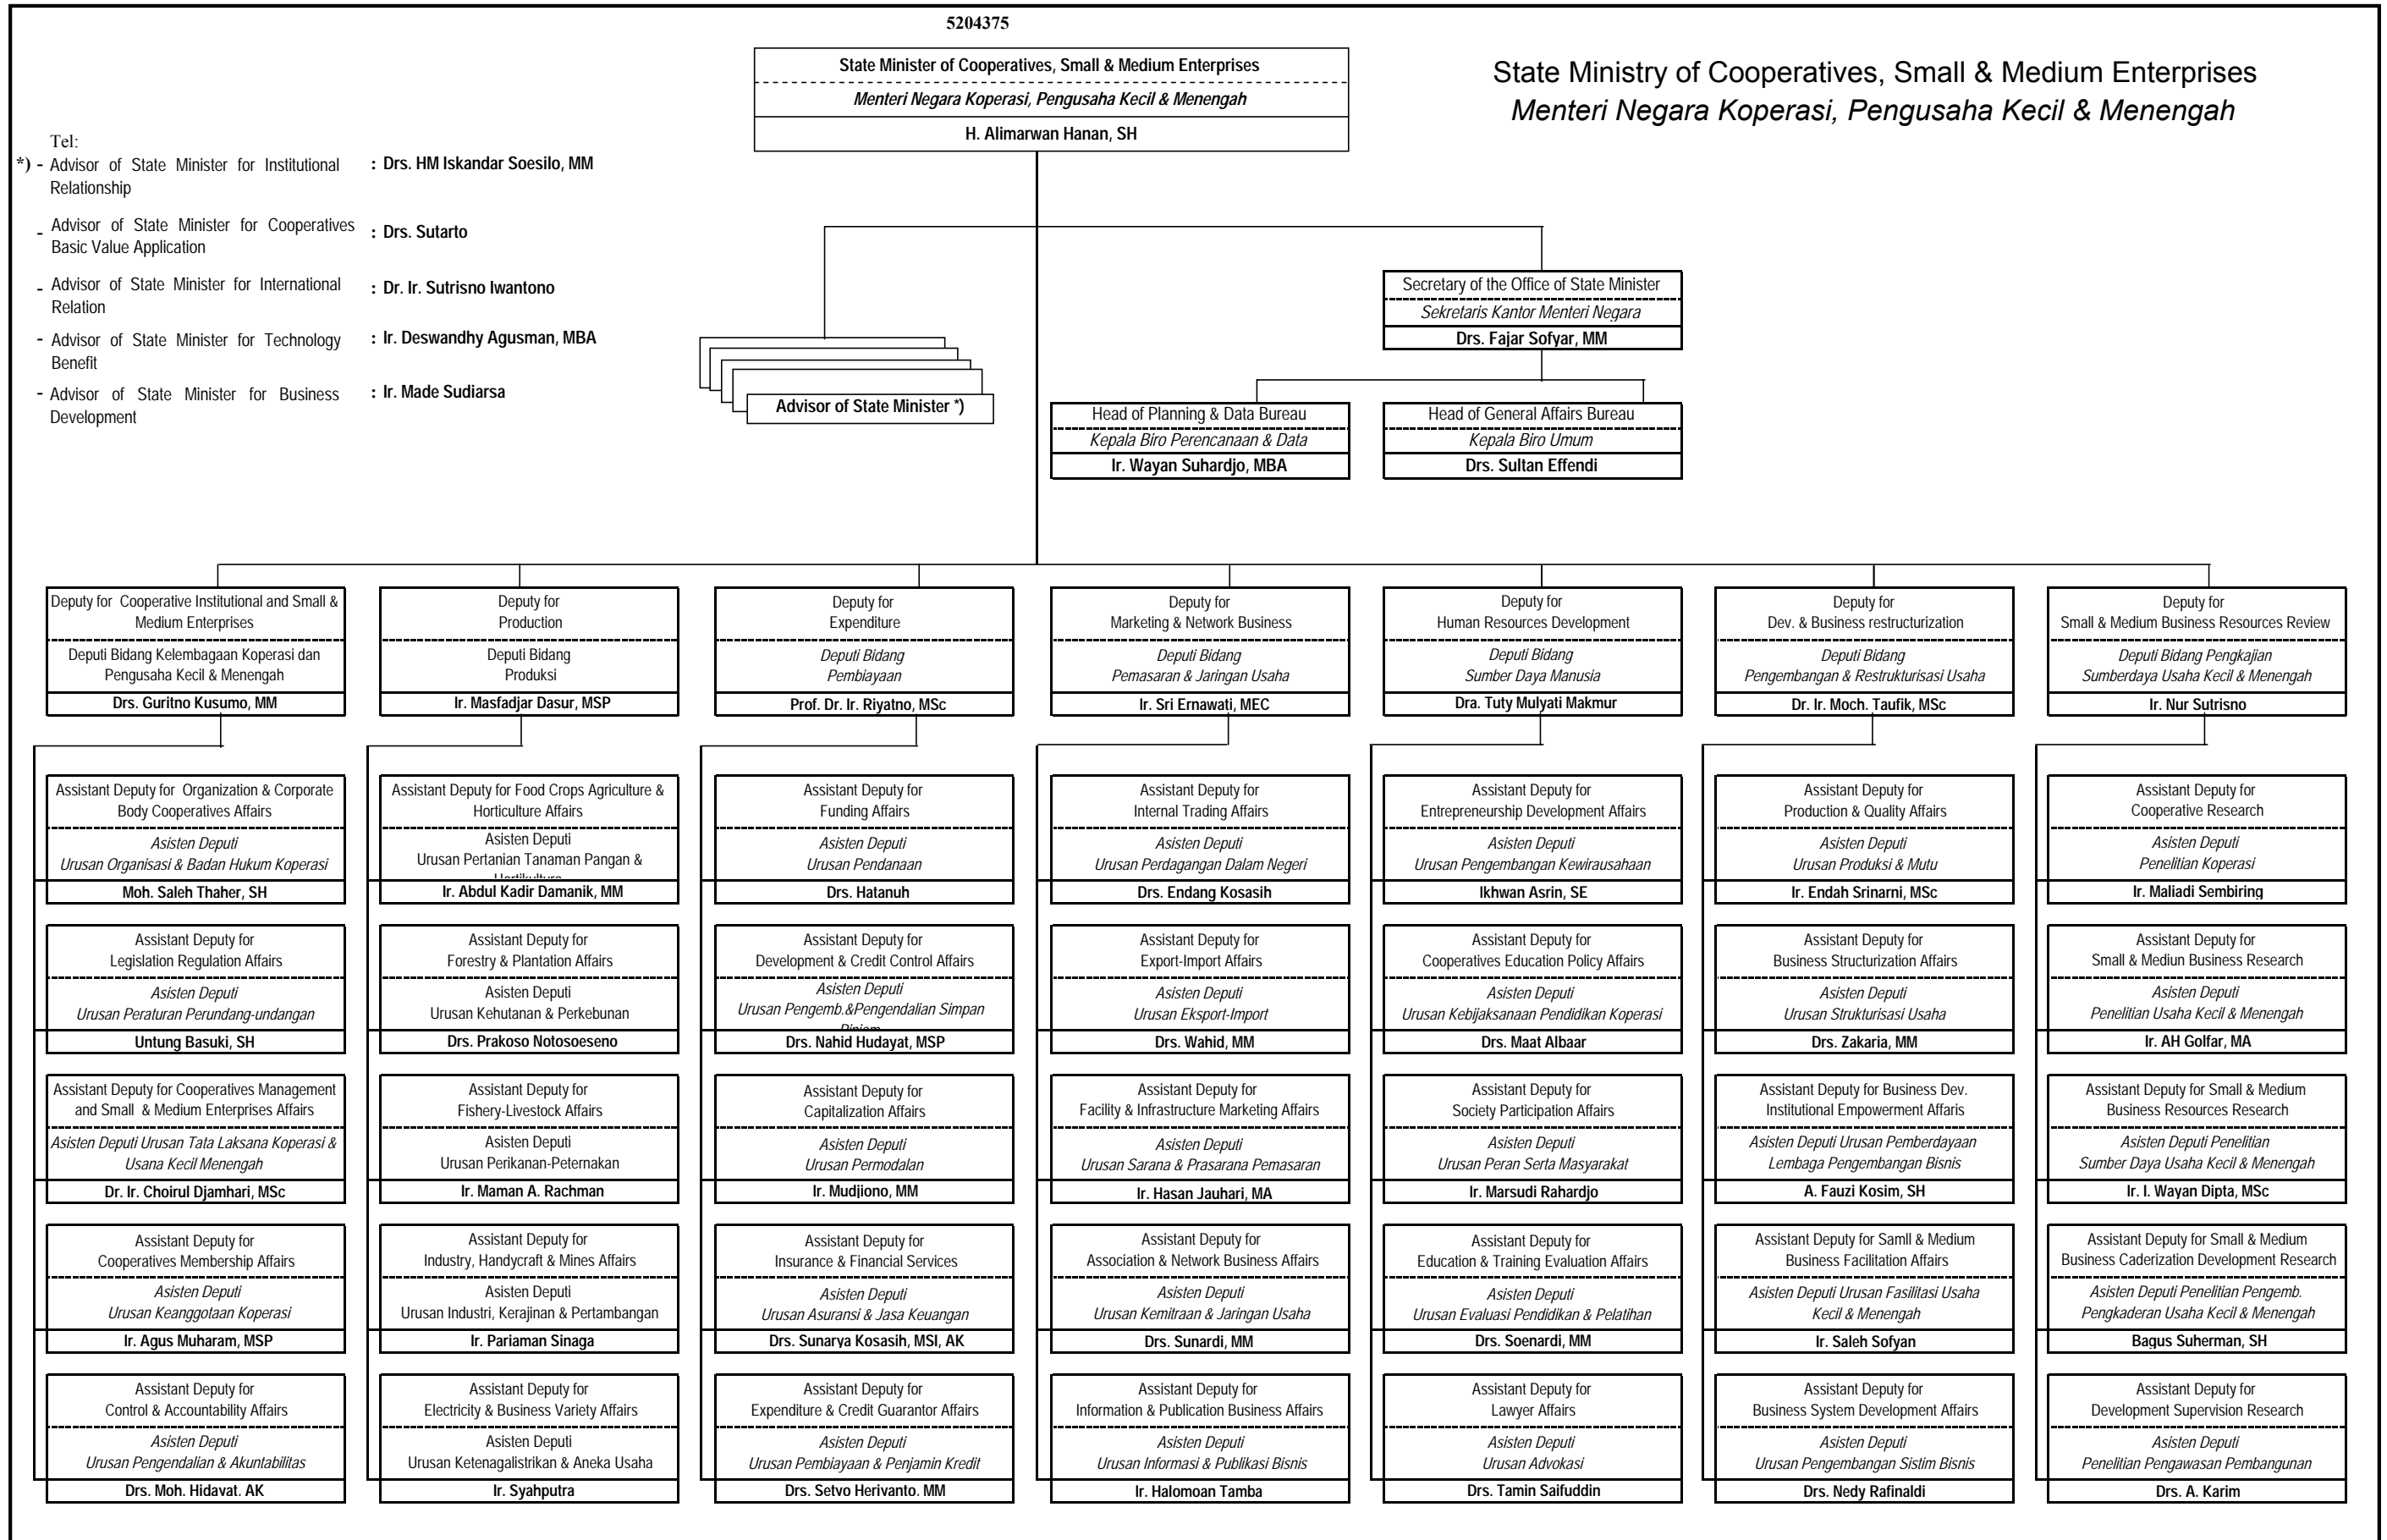 5204375
State Minister of Cooperatives, Small & Medium Enterprises
Menteri Negara Koperasi, Pengusaha Kecil & Menengah
H. Alimarwan Hanan, SH
State Ministry of Cooperatives, Small & Medium Enterprises
Menteri Negara Koperasi, Pengusaha Kecil & Menengah
Tel:
*) - Advisor of State Minister for Institutional
Relationship
: Drs. HM Iskandar Soesilo, MM
- Advisor of State Minister for Cooperatives
Basic Value Application
: Drs. Sutarto
- Advisor of State Minister for International
Relation
: Dr. Ir. Sutrisno Iwantono
- Advisor of State Minister for Technology
Benefit
: Ir. Deswandhy Agusman, MBA
- Advisor of State Minister for Business
Development
: Ir. Made Sudiarsa
Advisor of State Minister *)
Secretary of the Office of State Minister
Sekretaris Kantor Menteri Negara
Drs. Fajar Sofyar, MM
Head of Planning & Data Bureau
Kepala Biro Perencanaan & Data
Ir. Wayan Suhardjo, MBA
Head of General Affairs Bureau
Kepala Biro Umum
Drs. Sultan Effendi
Deputy for Cooperative Institutional and Small &
Medium Enterprises
Deputi Bidang Kelembagaan Koperasi dan
Pengusaha Kecil & Menengah
Drs. Guritno Kusumo, MM
Deputy for
Production
Deputi Bidang
Produksi
Ir. Masfadjar Dasur, MSP
Deputy for
Expenditure
Deputi Bidang
Pembiayaan
Prof. Dr. Ir. Riyatno, MSc
Deputy for
Marketing & Network Business
Deputi Bidang
Pemasaran & Jaringan Usaha
Ir. Sri Ernawati, MEC
Deputy for
Human Resources Development
Deputi Bidang
Sumber Daya Manusia
Dra. Tuty Mulyati Makmur
Deputy for
Dev. & Business restructurization
Deputi Bidang
Pengembangan & Restrukturisasi Usaha
Dr. Ir. Moch. Taufik, MSc
Deputy for
Small & Medium Business Resources Review
Deputi Bidang Pengkajian
Sumberdaya Usaha Kecil & Menengah
Ir. Nur Sutrisno
Assistant Deputy for Organization & Corporate
Body Cooperatives Affairs
Asisten Deputi
Urusan Organisasi & Badan Hukum Koperasi
Moh. Saleh Thaher, SH
Assistant Deputy for Food Crops Agriculture &
Horticulture Affairs
Asisten Deputi
Urusan Pertanian Tanaman Pangan &
Ir. Abdul Kadir Damanik, MM
Assistant Deputy for
Funding Affairs
Asisten Deputi
Urusan Pendanaan
Drs. Hatanuh
Assistant Deputy for
Internal Trading Affairs
Asisten Deputi
Urusan Perdagangan Dalam Negeri
Drs. Endang Kosasih
Assistant Deputy for
Entrepreneurship Development Affairs
Asisten Deputi
Urusan Pengembangan Kewirausahaan
Ikhwan Asrin, SE
Assistant Deputy for
Production & Quality Affairs
Asisten Deputi
Urusan Produksi & Mutu
Ir. Endah Srinarni, MSc
Assistant Deputy for
Cooperative Research
Asisten Deputi
Penelitian Koperasi
Ir. Maliadi Sembiring
Assistant Deputy for
Legislation Regulation Affairs
Asisten Deputi
Urusan Peraturan Perundang-undangan
Untung Basuki, SH
Assistant Deputy for
Forestry & Plantation Affairs
Asisten Deputi
Urusan Kehutanan & Perkebunan
Drs. Prakoso Notosoeseno
Assistant Deputy for
Development & Credit Control Affairs
Asisten Deputi
Urusan Pengemb.&Pengendalian Simpan
Drs. Nahid Hudayat, MSP
Assistant Deputy for
Export-Import Affairs
Asisten Deputi
Urusan Eksport-Import
Drs. Wahid, MM
Assistant Deputy for
Cooperatives Education Policy Affairs
Asisten Deputi
Urusan Kebijaksanaan Pendidikan Koperasi
Drs. Maat Albaar
Assistant Deputy for
Business Structurization Affairs
Asisten Deputi
Urusan Strukturisasi Usaha
Drs. Zakaria, MM
Assistant Deputy for
Small & Mediun Business Research
Asisten Deputi
Penelitian Usaha Kecil & Menengah
Ir. AH Golfar, MA
Assistant Deputy for Cooperatives Management
and Small & Medium Enterprises Affairs
Asisten Deputi Urusan Tata Laksana Koperasi &
Usana Kecil Menengah
Dr. Ir. Choirul Djamhari, MSc
Assistant Deputy for
Fishery-Livestock Affairs
Asisten Deputi
Urusan Perikanan-Peternakan
Ir. Maman A. Rachman
Assistant Deputy for
Capitalization Affairs
Asisten Deputi
Urusan Permodalan
Ir. Mudjiono, MM
Assistant Deputy for
Facility & Infrastructure Marketing Affairs
Asisten Deputi
Urusan Sarana & Prasarana Pemasaran
Ir. Hasan Jauhari, MA
Assistant Deputy for
Society Participation Affairs
Asisten Deputi
Urusan Peran Serta Masyarakat
Ir. Marsudi Rahardjo
Assistant Deputy for Business Dev.
Institutional Empowerment Affaris
Asisten Deputi Urusan Pemberdayaan
Lembaga Pengembangan Bisnis
A. Fauzi Kosim, SH
Assistant Deputy for Small & Medium
Business Resources Research
Asisten Deputi Penelitian
Sumber Daya Usaha Kecil & Menengah
Ir. I. Wayan Dipta, MSc
Assistant Deputy for
Cooperatives Membership Affairs
Asisten Deputi
Urusan Keanggotaan Koperasi
Ir. Agus Muharam, MSP
Assistant Deputy for
Industry, Handycraft & Mines Affairs
Asisten Deputi
Urusan Industri, Kerajinan & Pertambangan
Ir. Pariaman Sinaga
Assistant Deputy for
Insurance & Financial Services
Asisten Deputi
Urusan Asuransi & Jasa Keuangan
Drs. Sunarya Kosasih, MSI, AK
Assistant Deputy for
Association & Network Business Affairs
Asisten Deputi
Urusan Kemitraan & Jaringan Usaha
Drs. Sunardi, MM
Assistant Deputy for
Education & Training Evaluation Affairs
Asisten Deputi
Urusan Evaluasi Pendidikan & Pelatihan
Drs. Soenardi, MM
Assistant Deputy for Samll & Medium
Business Facilitation Affairs
Asisten Deputi Urusan Fasilitasi Usaha
Kecil & Menengah
Ir. Saleh Sofyan
Assistant Deputy for Small & Medium
Business Caderization Development Research
Asisten Deputi Penelitian Pengemb.
Pengkaderan Usaha Kecil & Menengah
Bagus Suherman, SH
Assistant Deputy for
Control & Accountability Affairs
Asisten Deputi
Urusan Pengendalian & Akuntabilitas
Drs. Moh. Hidayat. AK
Assistant Deputy for
Electricity & Business Variety Affairs
Asisten Deputi
Urusan Ketenagalistrikan & Aneka Usaha
Ir. Syahputra
Assistant Deputy for
Expenditure & Credit Guarantor Affairs
Asisten Deputi
Urusan Pembiayaan & Penjamin Kredit
Drs. Setyo Heriyanto. MM
Assistant Deputy for
Information & Publication Business Affairs
Asisten Deputi
Urusan Informasi & Publikasi Bisnis
Ir. Halomoan Tamba
Assistant Deputy for
Lawyer Affairs
Asisten Deputi
Urusan Advokasi
Drs. Tamin Saifuddin
Assistant Deputy for
Business System Development Affairs
Asisten Deputi
Urusan Pengembangan Sistim Bisnis
Drs. Nedy Rafinaldi
Assistant Deputy for
Development Supervision Research
Asisten Deputi
Penelitian Pengawasan Pembangunan
Drs. A. Karim